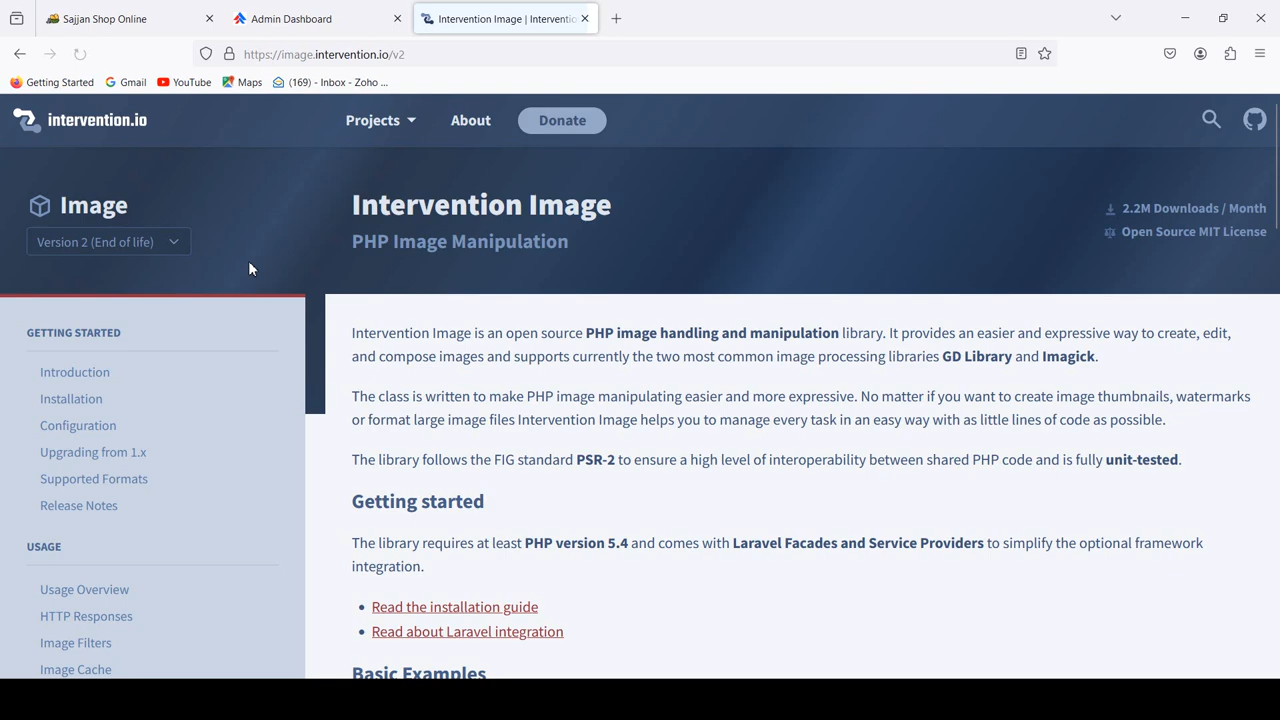 Sajjan Shop Online
Admin Dashboard
Intervention Image | Interventio
https://image.intervention.io/v2
Getting Started
Gmail
YouTube
Maps
(169) - Inbox - Zoho ...
intervention.io
Projects
About
Donate
Image
Version 2 (End of life)
Intervention Image
PHP Image Manipulation
2.2M Downloads / Month
Open Source MIT License
GETTING STARTED
Introduction
Installation
Configuration
Upgrading from 1.x
Supported Formats
Release Notes
USAGE
Usage Overview
HTTP Responses
Image Filters
Image Cache
Intervention Image is an open source PHP image handling and manipulation library. It provides an easier and expressive way to create, edit,
and compose images and supports currently the two most common image processing libraries GD Library and Imagick.
The class is written to make PHP image manipulating easier and more expressive. No matter if you want to create image thumbnails, watermarks
or format large image files Intervention Image helps you to manage every task in an easy way with as little lines of code as possible.
The library follows the FIG standard PSR-2 to ensure a high level of interoperability between shared PHP code and is fully unit-tested.
Getting started
The library requires at least PHP version 5.4 and comes with Laravel Facades and Service Providers to simplify the optional framework
integration.
• Read the installation guide
• Read about Laravel integration
Basic Examples